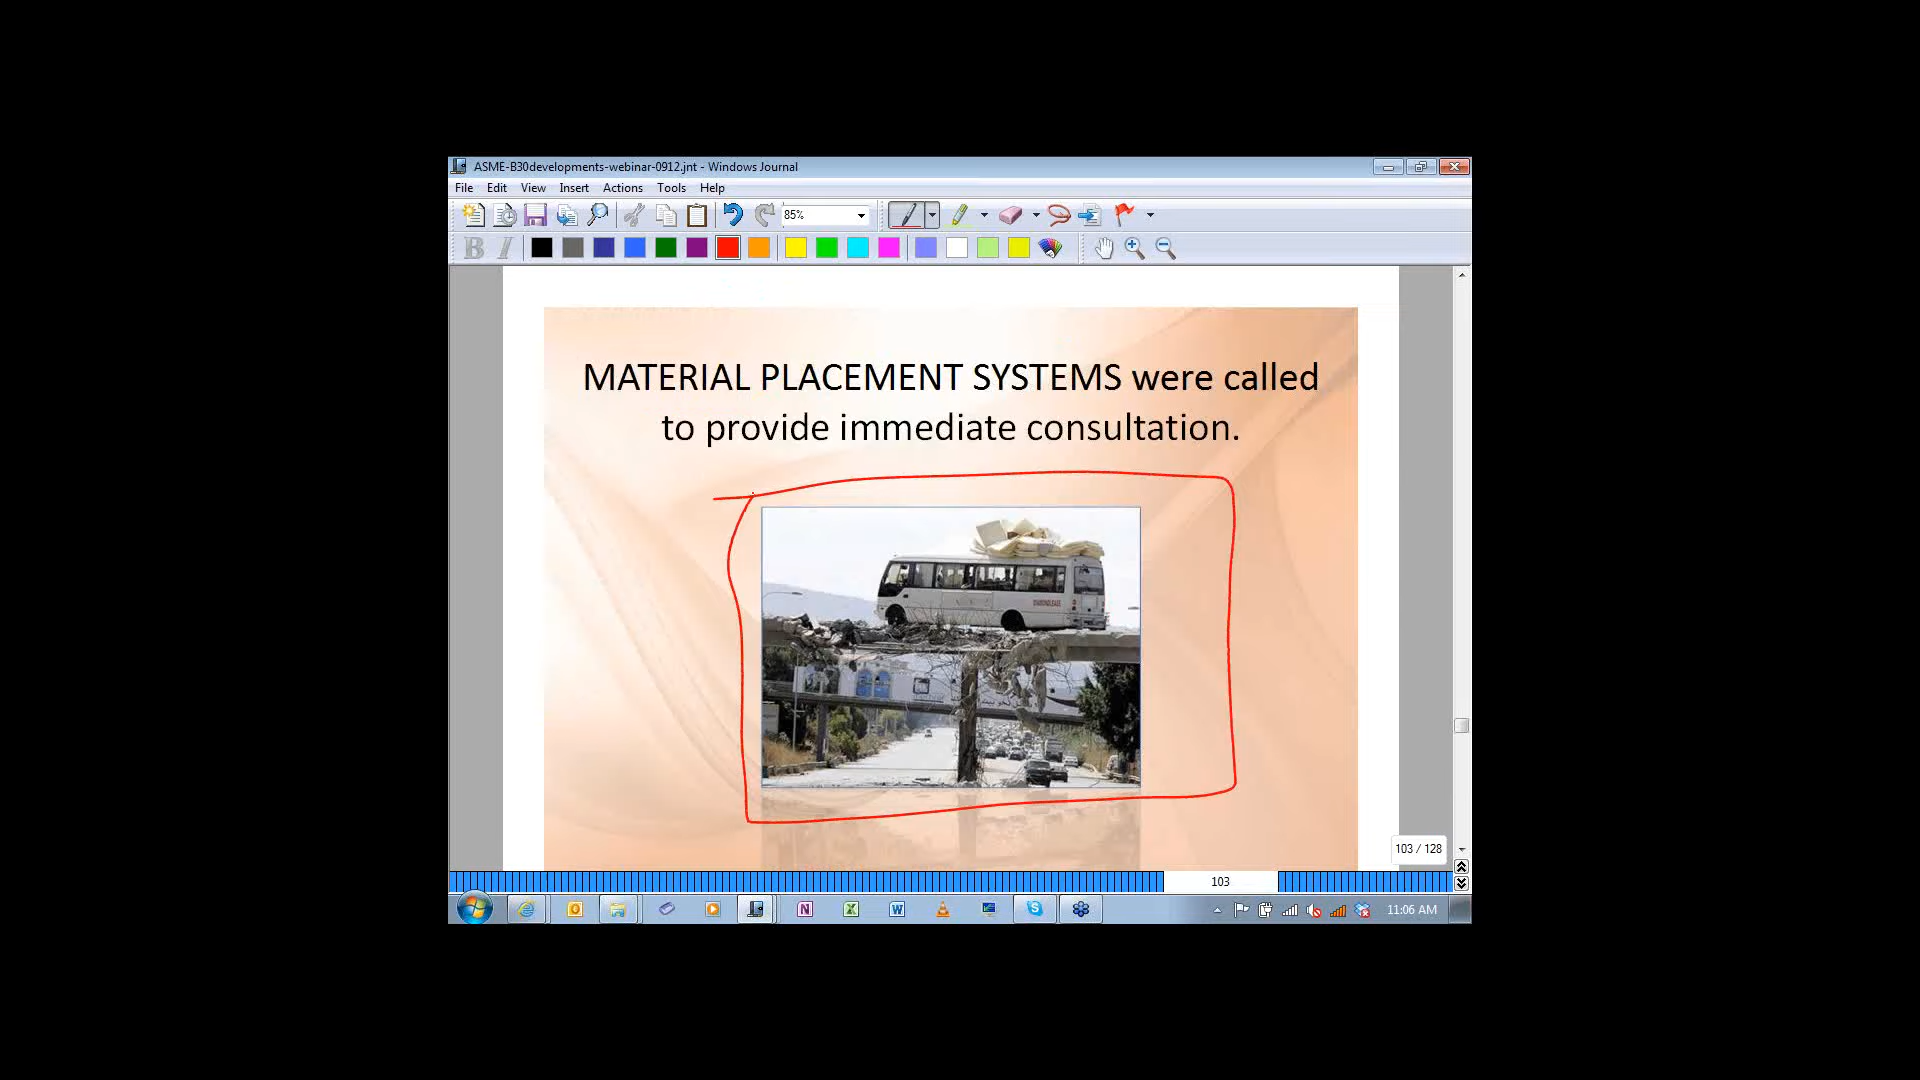 ASME-B30developments-webinar-0912.jnt - Windows Journal
File Edit View Insert Actions Tools Help
85%
B I
MATERIAL PLACEMENT SYSTEMS were called
to provide immediate consultation.
103 / 128
103
11:06 AM